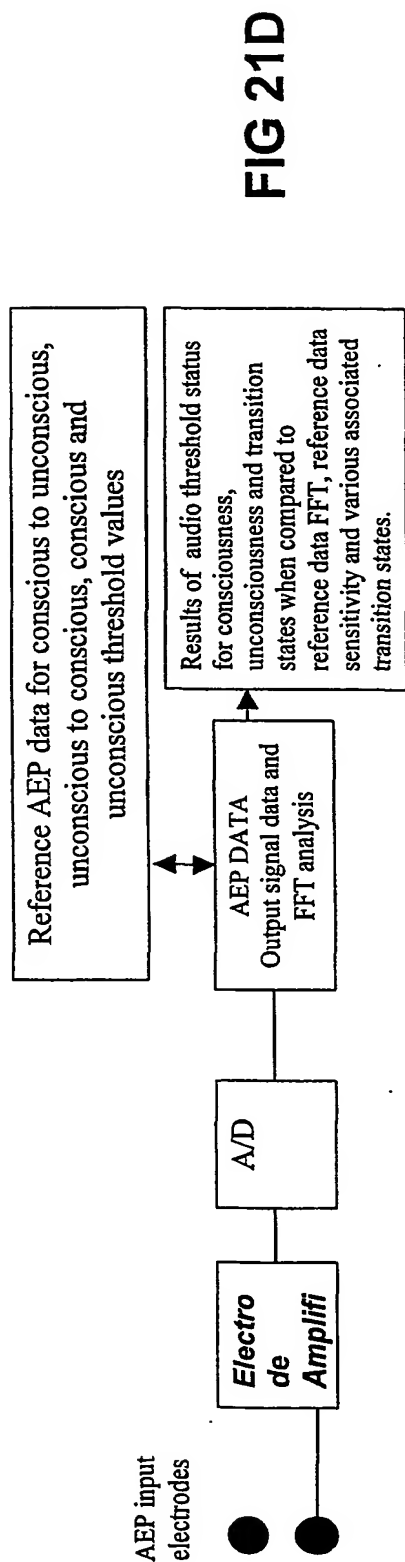 AEP input
electrodes
Electro
de
Amplifi
A/D
AEP DATA
Output signal data and
FFT analysis
Reference AEP data for conscious to unconscious,
unconscious to conscious, conscious and
unconscious threshold values
Results of audio threshold status
for consciousness,
unconsciousness and transition
states when compared to
reference data FFT, reference data
sensitivity and various associated
transition states.
FIG 21D